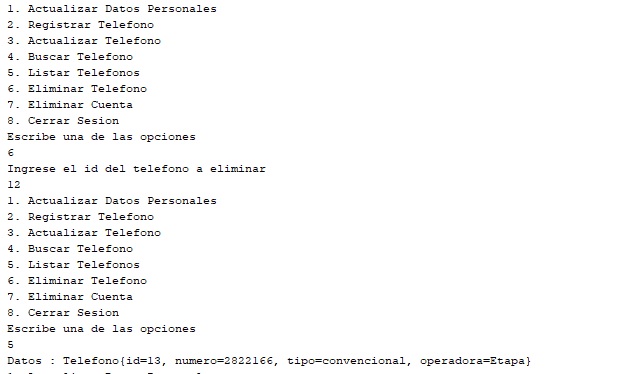 1. Actualizar Datos Personales
2. Registrar Telefono
3. Actualizar Telefono
4. Buscar Telefono
5. Listar Telefonos
6. Eliminar Telefono
7. Eliminar Cuenta
8. Cerrar Sesion
Escribe una de las opciones
6
Ingrese el id del telefono a eliminar
12
1. Actualizar Datos Personales
2. Registrar Telefono
3. Actualizar Telefono
4. Buscar Telefono
5. Listar Telefonos
6. Eliminar Telefono
7. Eliminar Cuenta
8. Cerrar Sesion
Escribe una de las opciones
5
Datos : Telefono{id=13, numero=2822166, tipo=convencional, operadora=Etapa}